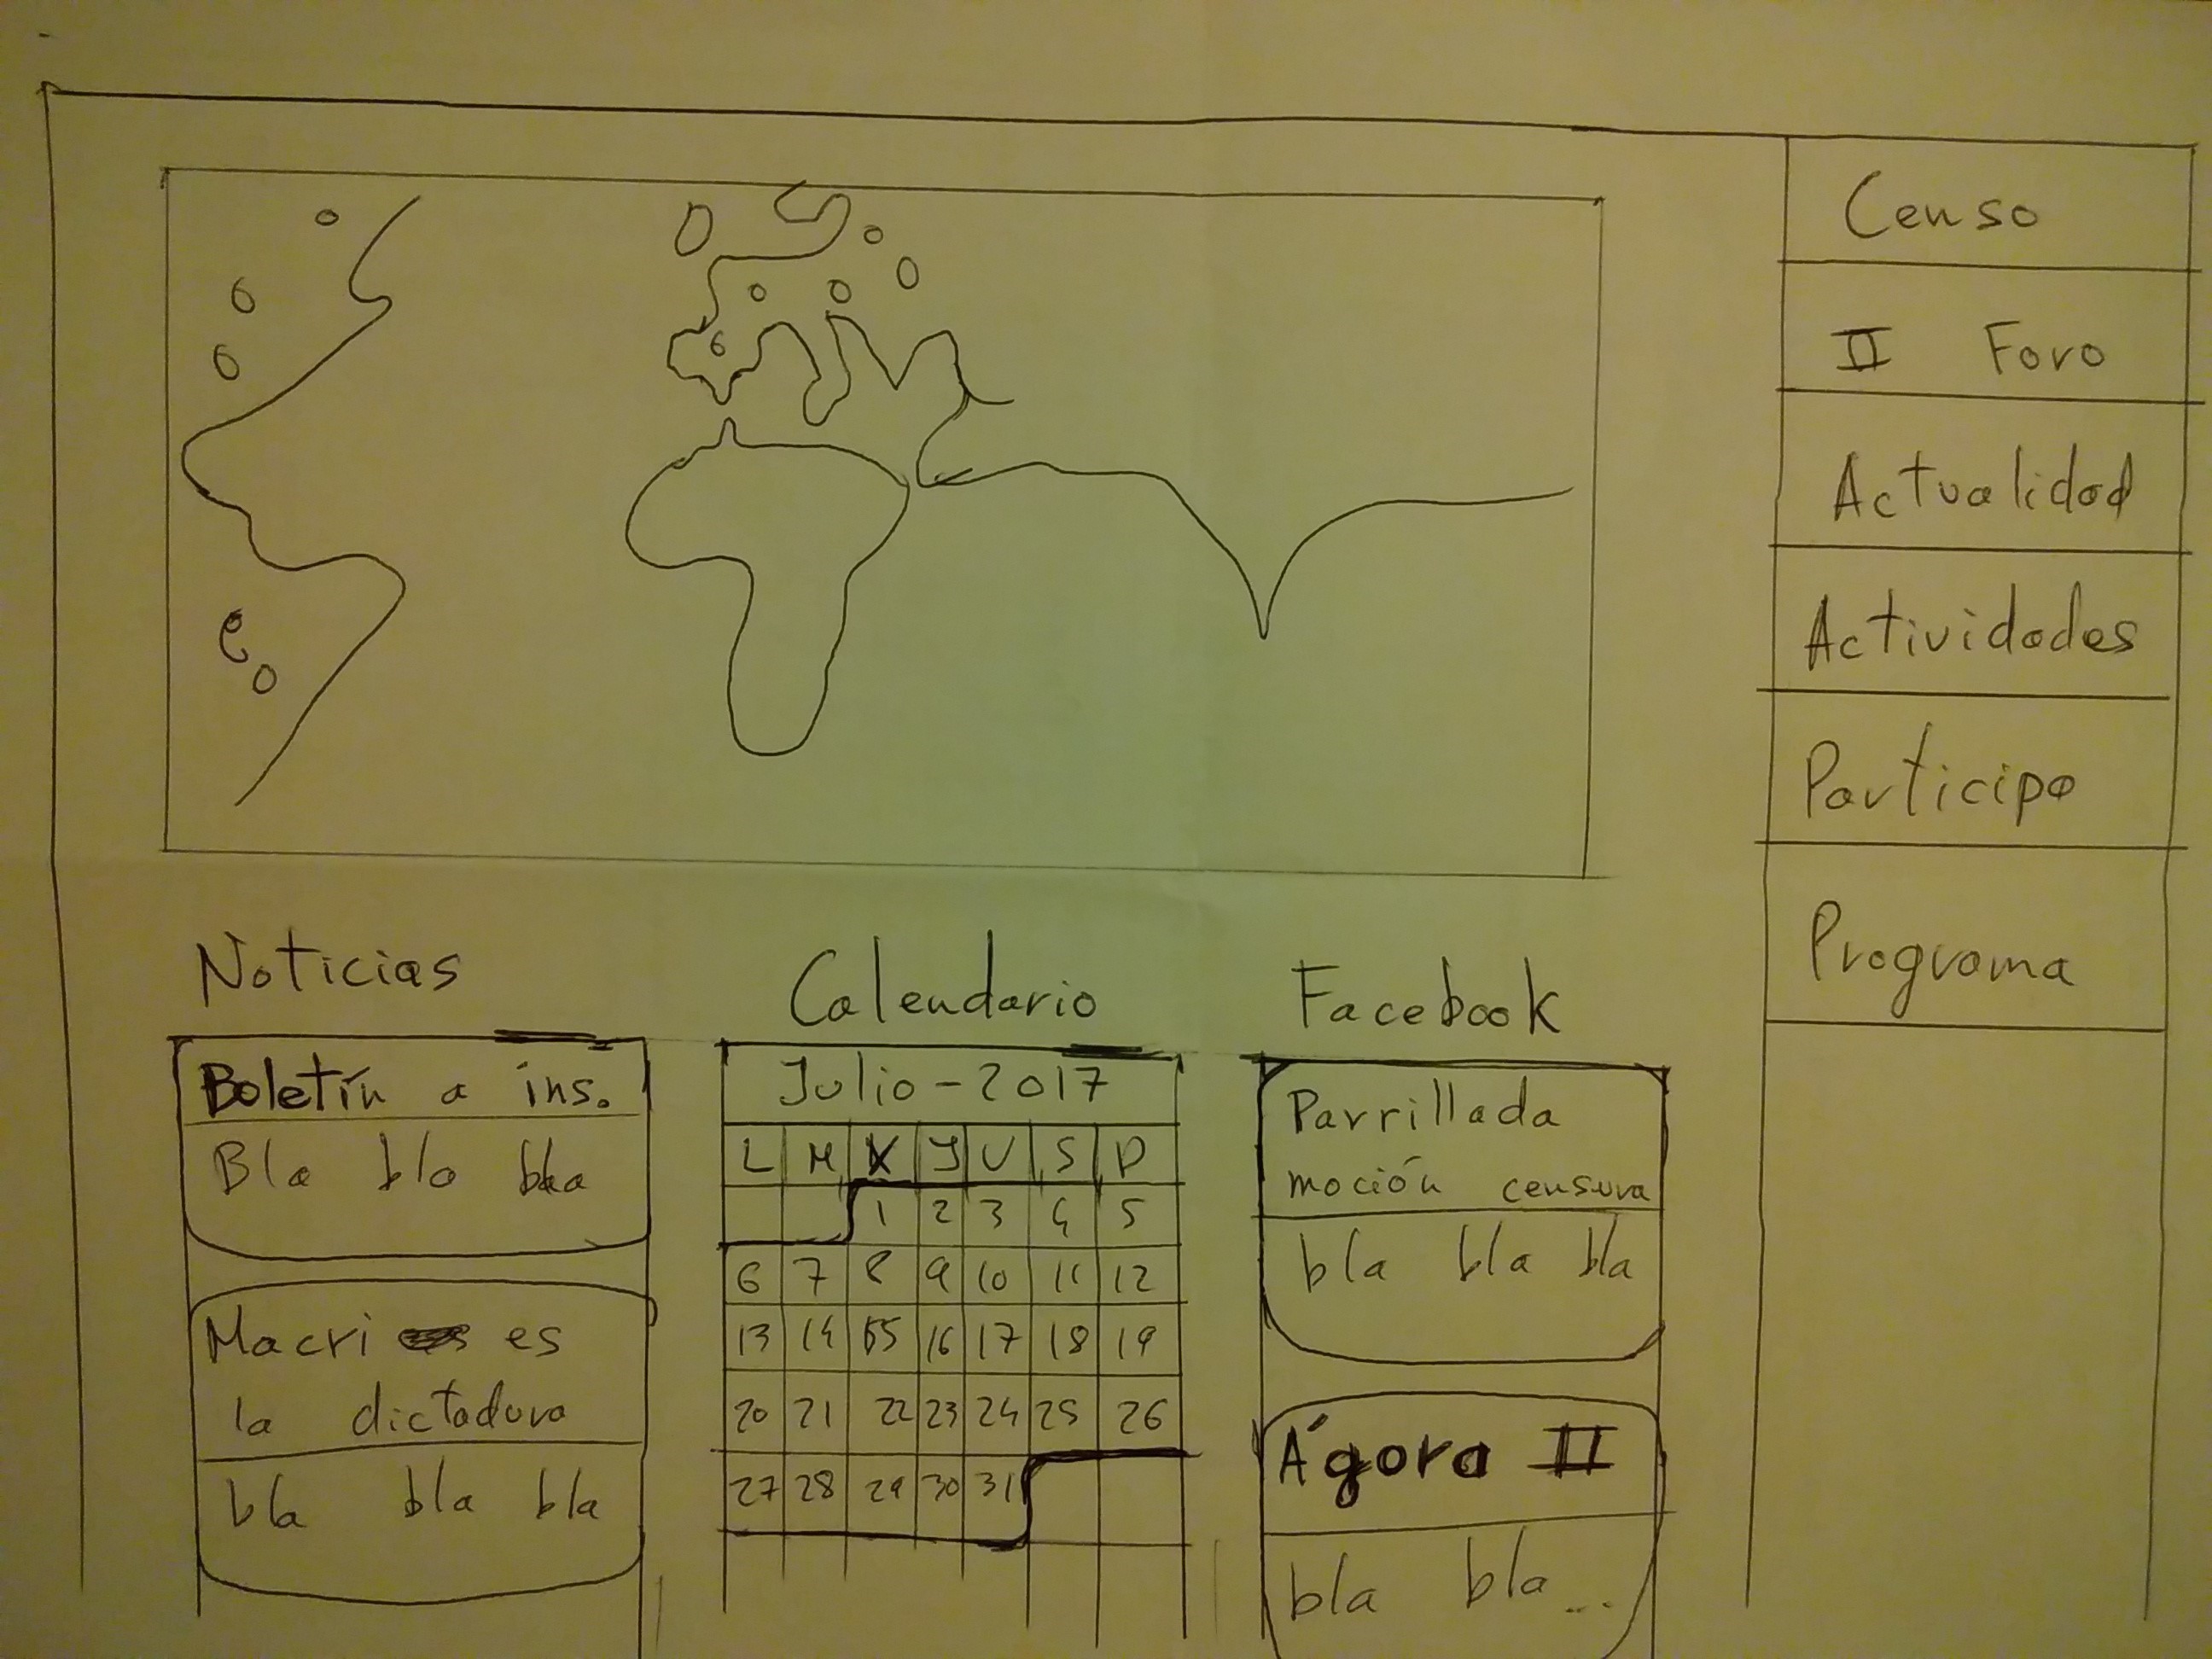 Censo
II Foro
Actualidad
Actividades
Participa
Programa
Noticias
Boletín a ins.
Bla bla bla
Macri es
la dictadura
bla bla bla
Calendario
Julio - 2017
L M X J V S D
1 2 3 4 5
6 7 8 9 10 11 12
13 14 15 16 17 18 19
20 21 22 23 24 25 26
27 28 29 30 31
Facebook
Parrillada
moción censura
bla bla bla
Ágora II
bla bla...